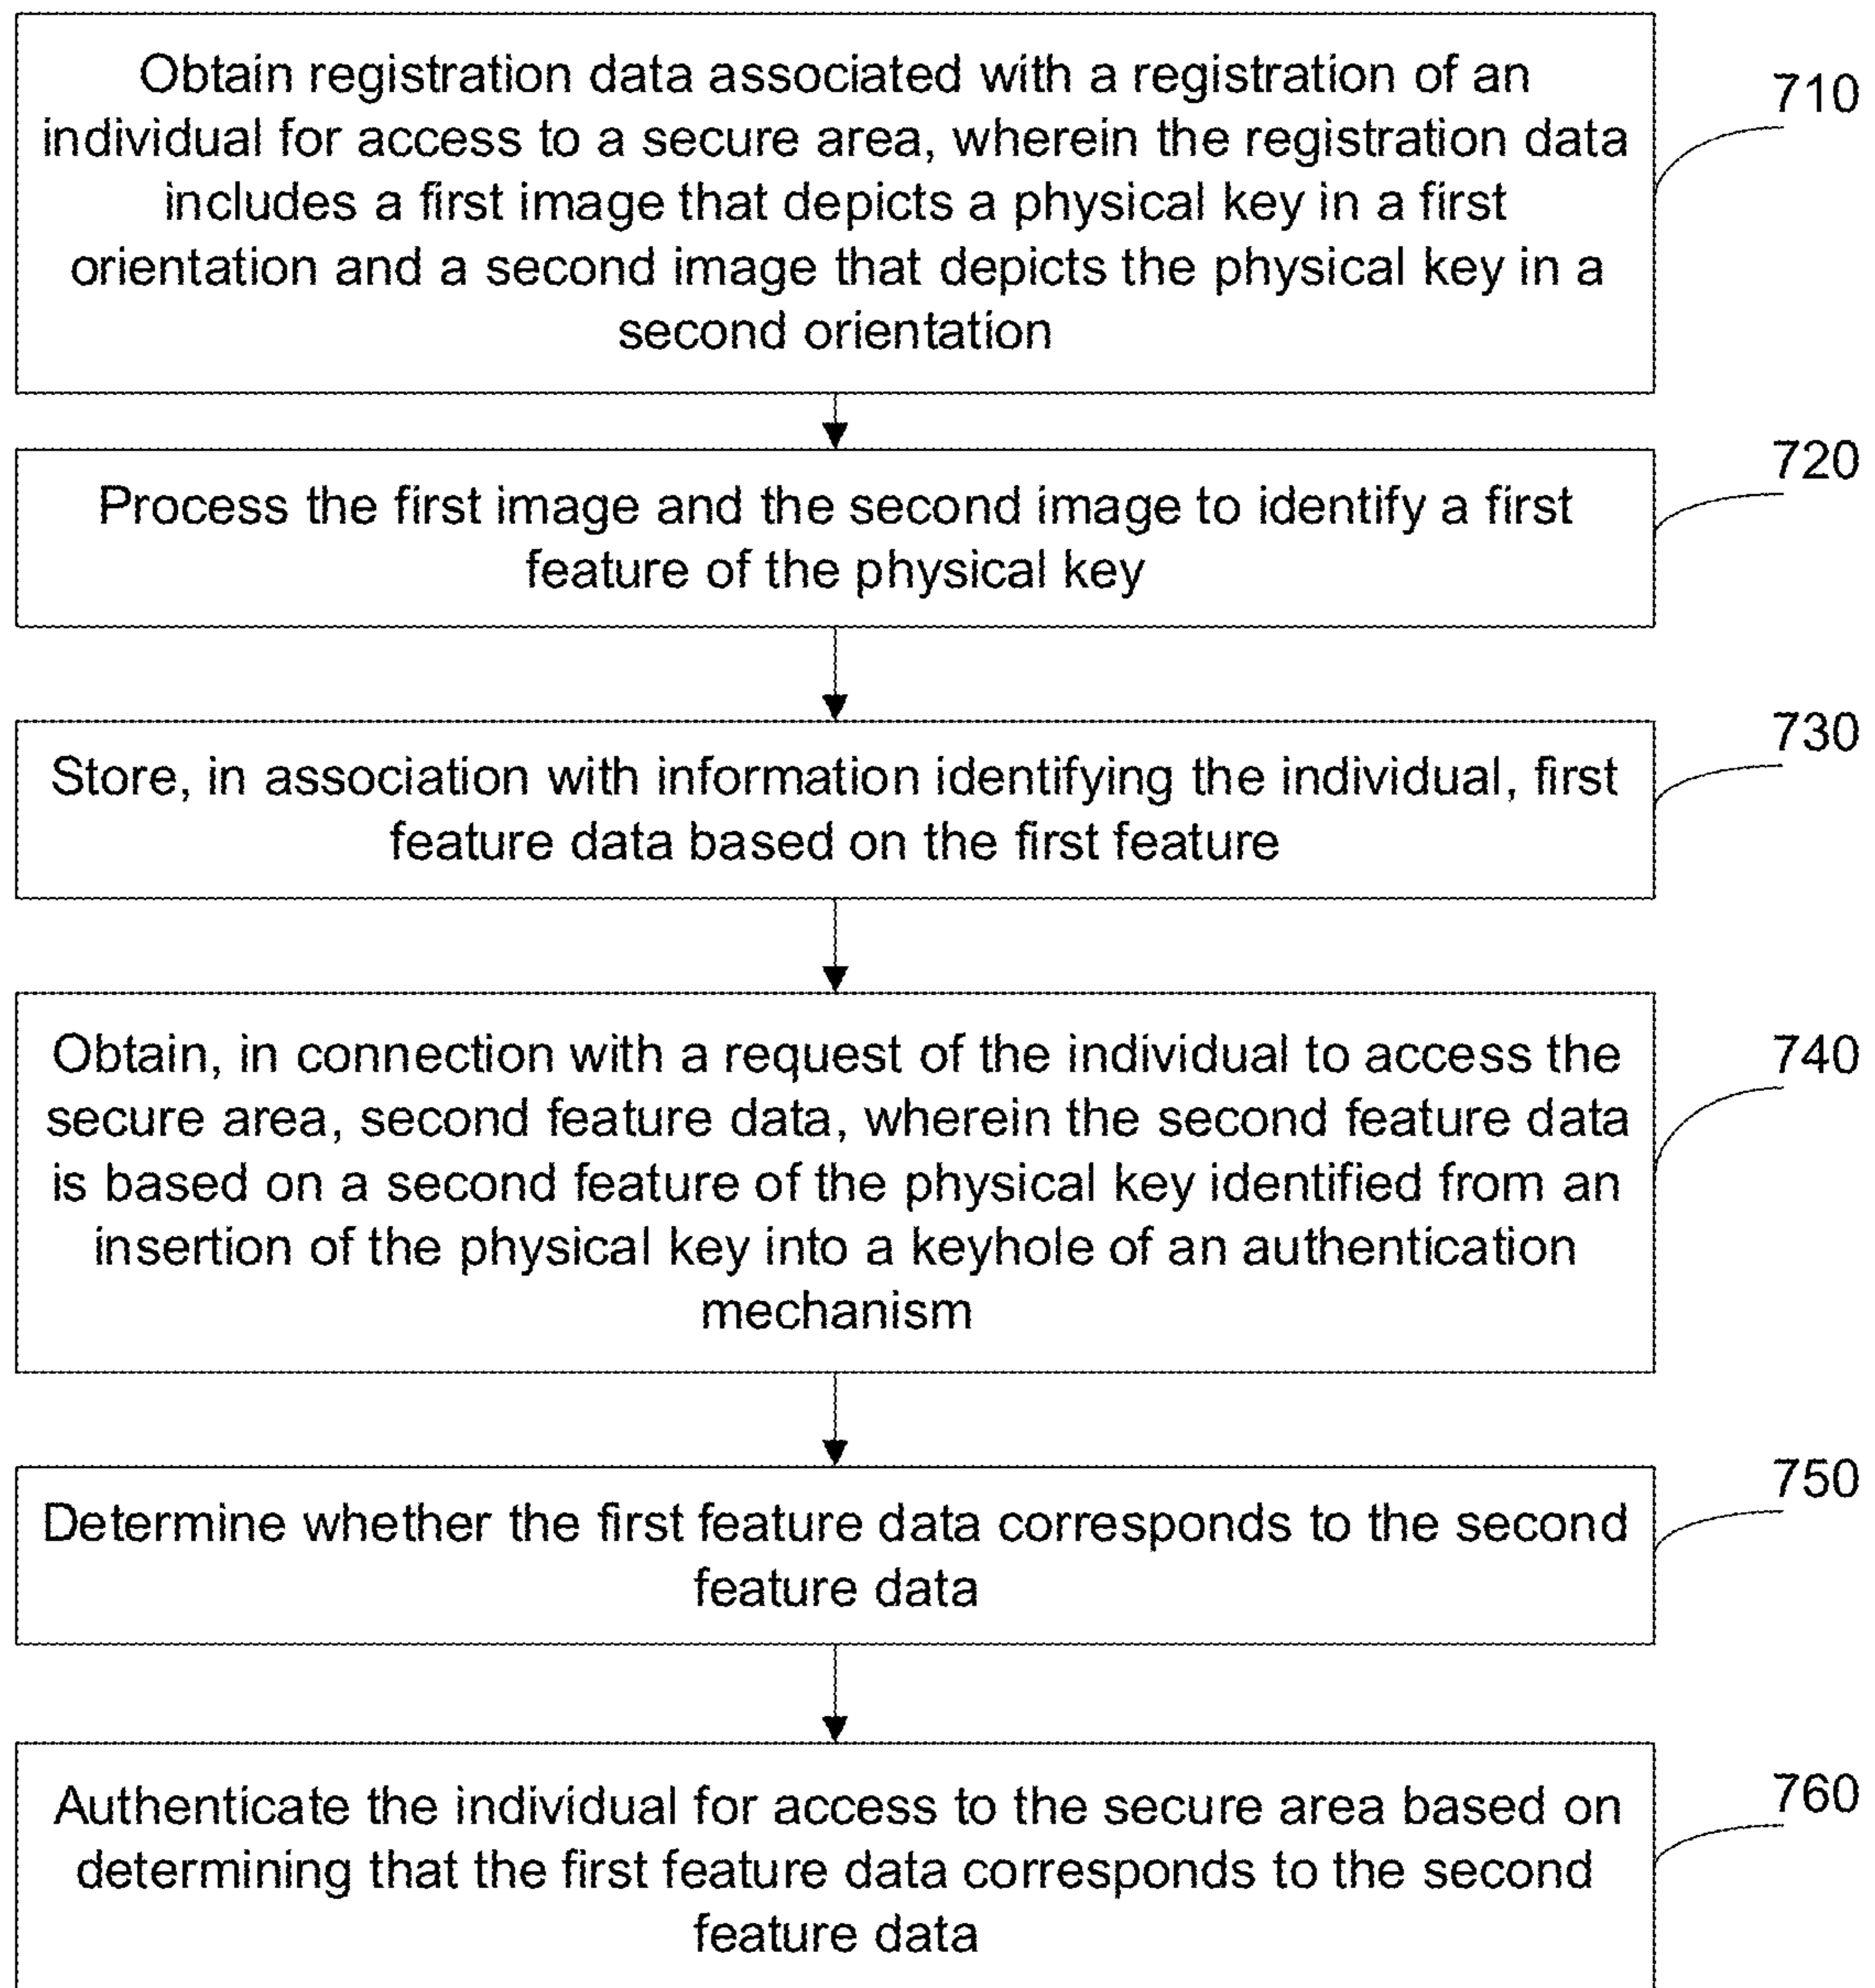 Obtain registration data associated with a registration of an
individual for access to a secure area, wherein the registration data
includes a first image that depicts a physical key in a first
orientation and a second image that depicts the physical key in a
second orientation
710
Process the first image and the second image to identify a first
feature of the physical key
720
Store, in association with information identifying the individual, first
feature data based on the first feature
730
Obtain, in connection with a request of the individual to access the
secure area, second feature data, wherein the second feature data
is based on a second feature of the physical key identified from an
insertion of the physical key into a keyhole of an authentication
mechanism
740
Determine whether the first feature data corresponds to the second
feature data
750
Authenticate the individual for access to the secure area based on
determining that the first feature data corresponds to the second
feature data
760